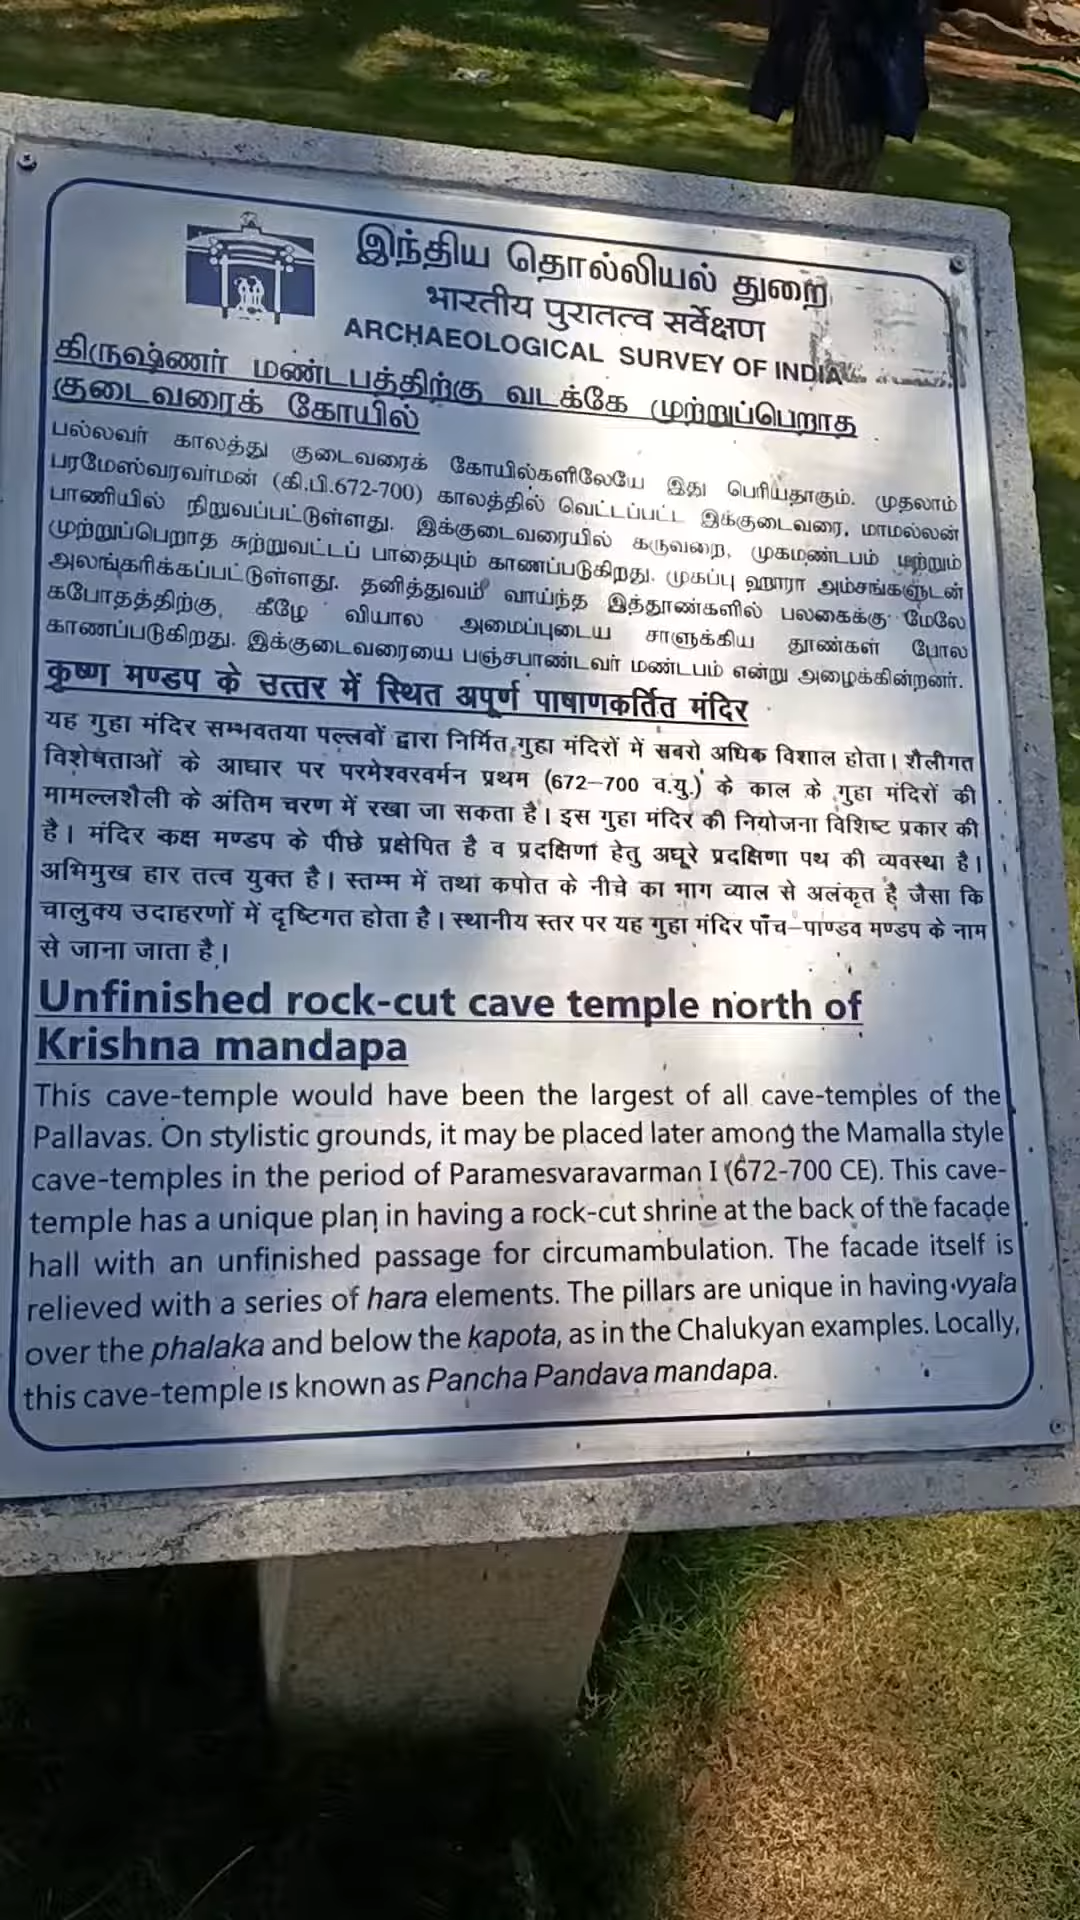 இந்திய தொல்லியல் துறை
भारतीय पुरातत्व सर्वेक्षण
ARCHAEOLOGICAL SURVEY OF INDIA
கிருஷ்ணர் மண்டபத்திற்கு வடக்கே முற்றுப்பெறாத
குடைவரைக் கோயில்
பல்லவர் காலத்து குடைவரைக் கோயில்களிலேயே இது பெரியதாகும். முதலாம்
பரமேஸ்வரவர்மன் (கி.பி.672-700) காலத்தில் வெட்டப்பட்ட இக்குடைவரை, மாமல்லன்
பாணியில் நிறுவப்பட்டுள்ளது. இக்குடைவரையில் கருவறை, முகமண்டபம் மற்றும்
முற்றுப்பெறாத சுற்றுவட்டப் பாதையும் காணப்படுகிறது. முகப்பு ஹாரா அம்சங்களுடன்
அலங்கரிக்கப்பட்டுள்ளது. தனித்துவம் வாய்ந்த இத்தூண்களில் பலகைக்கு மேலே
கபோதத்திற்கு, கீழே வியால அமைப்புடைய சாளுக்கிய தூண்கள் போல
காணப்படுகிறது. இக்குடைவரையை பஞ்சபாண்டவர் மண்டபம் என்று அழைக்கின்றனர்.
कृष्ण मण्डप के उत्तर में स्थित अपूर्ण पाषाणकर्तित मंदिर
यह गुहा मंदिर सम्भवतया पल्लवों द्वारा निर्मित गुहा मंदिरों में सबसे अधिक विशाल होता। शैलीगत
विशेषताओं के आधार पर परमेश्वरवर्मन प्रथम (672–700 व.यु.) के काल के गुहा मंदिरों की
मामल्लशैली के अंतिम चरण में रखा जा सकता है। इस गुहा मंदिर की नियोजना विशिष्ट प्रकार की
है। मंदिर कक्ष मण्डप के पीछे प्रक्षेपित है व प्रदक्षिणा हेतु अधूरे प्रदक्षिणा पथ की व्यवस्था है।
अभिमुख हार तत्व युक्त है। स्तम्भ में तथा कपोत के नीचे का भाग व्याल से अलंकृत है जैसा कि
चालुक्य उदाहरणों में दृष्टिगत होता है। स्थानीय स्तर पर यह गुहा मंदिर पाँच–पाण्डव मण्डप के नाम
से जाना जाता है।
Unfinished rock-cut cave temple north of
Krishna mandapa
This cave-temple would have been the largest of all cave-temples of the
Pallavas. On stylistic grounds, it may be placed later among the Mamalla style
cave-temples in the period of Paramesvaravarman I (672-700 CE). This cave-
temple has a unique plan in having a rock-cut shrine at the back of the facade
hall with an unfinished passage for circumambulation. The facade itself is
relieved with a series of hara elements. The pillars are unique in having vyala
over the phalaka and below the kapota, as in the Chalukyan examples. Locally,
this cave-temple is known as Pancha Pandava mandapa.